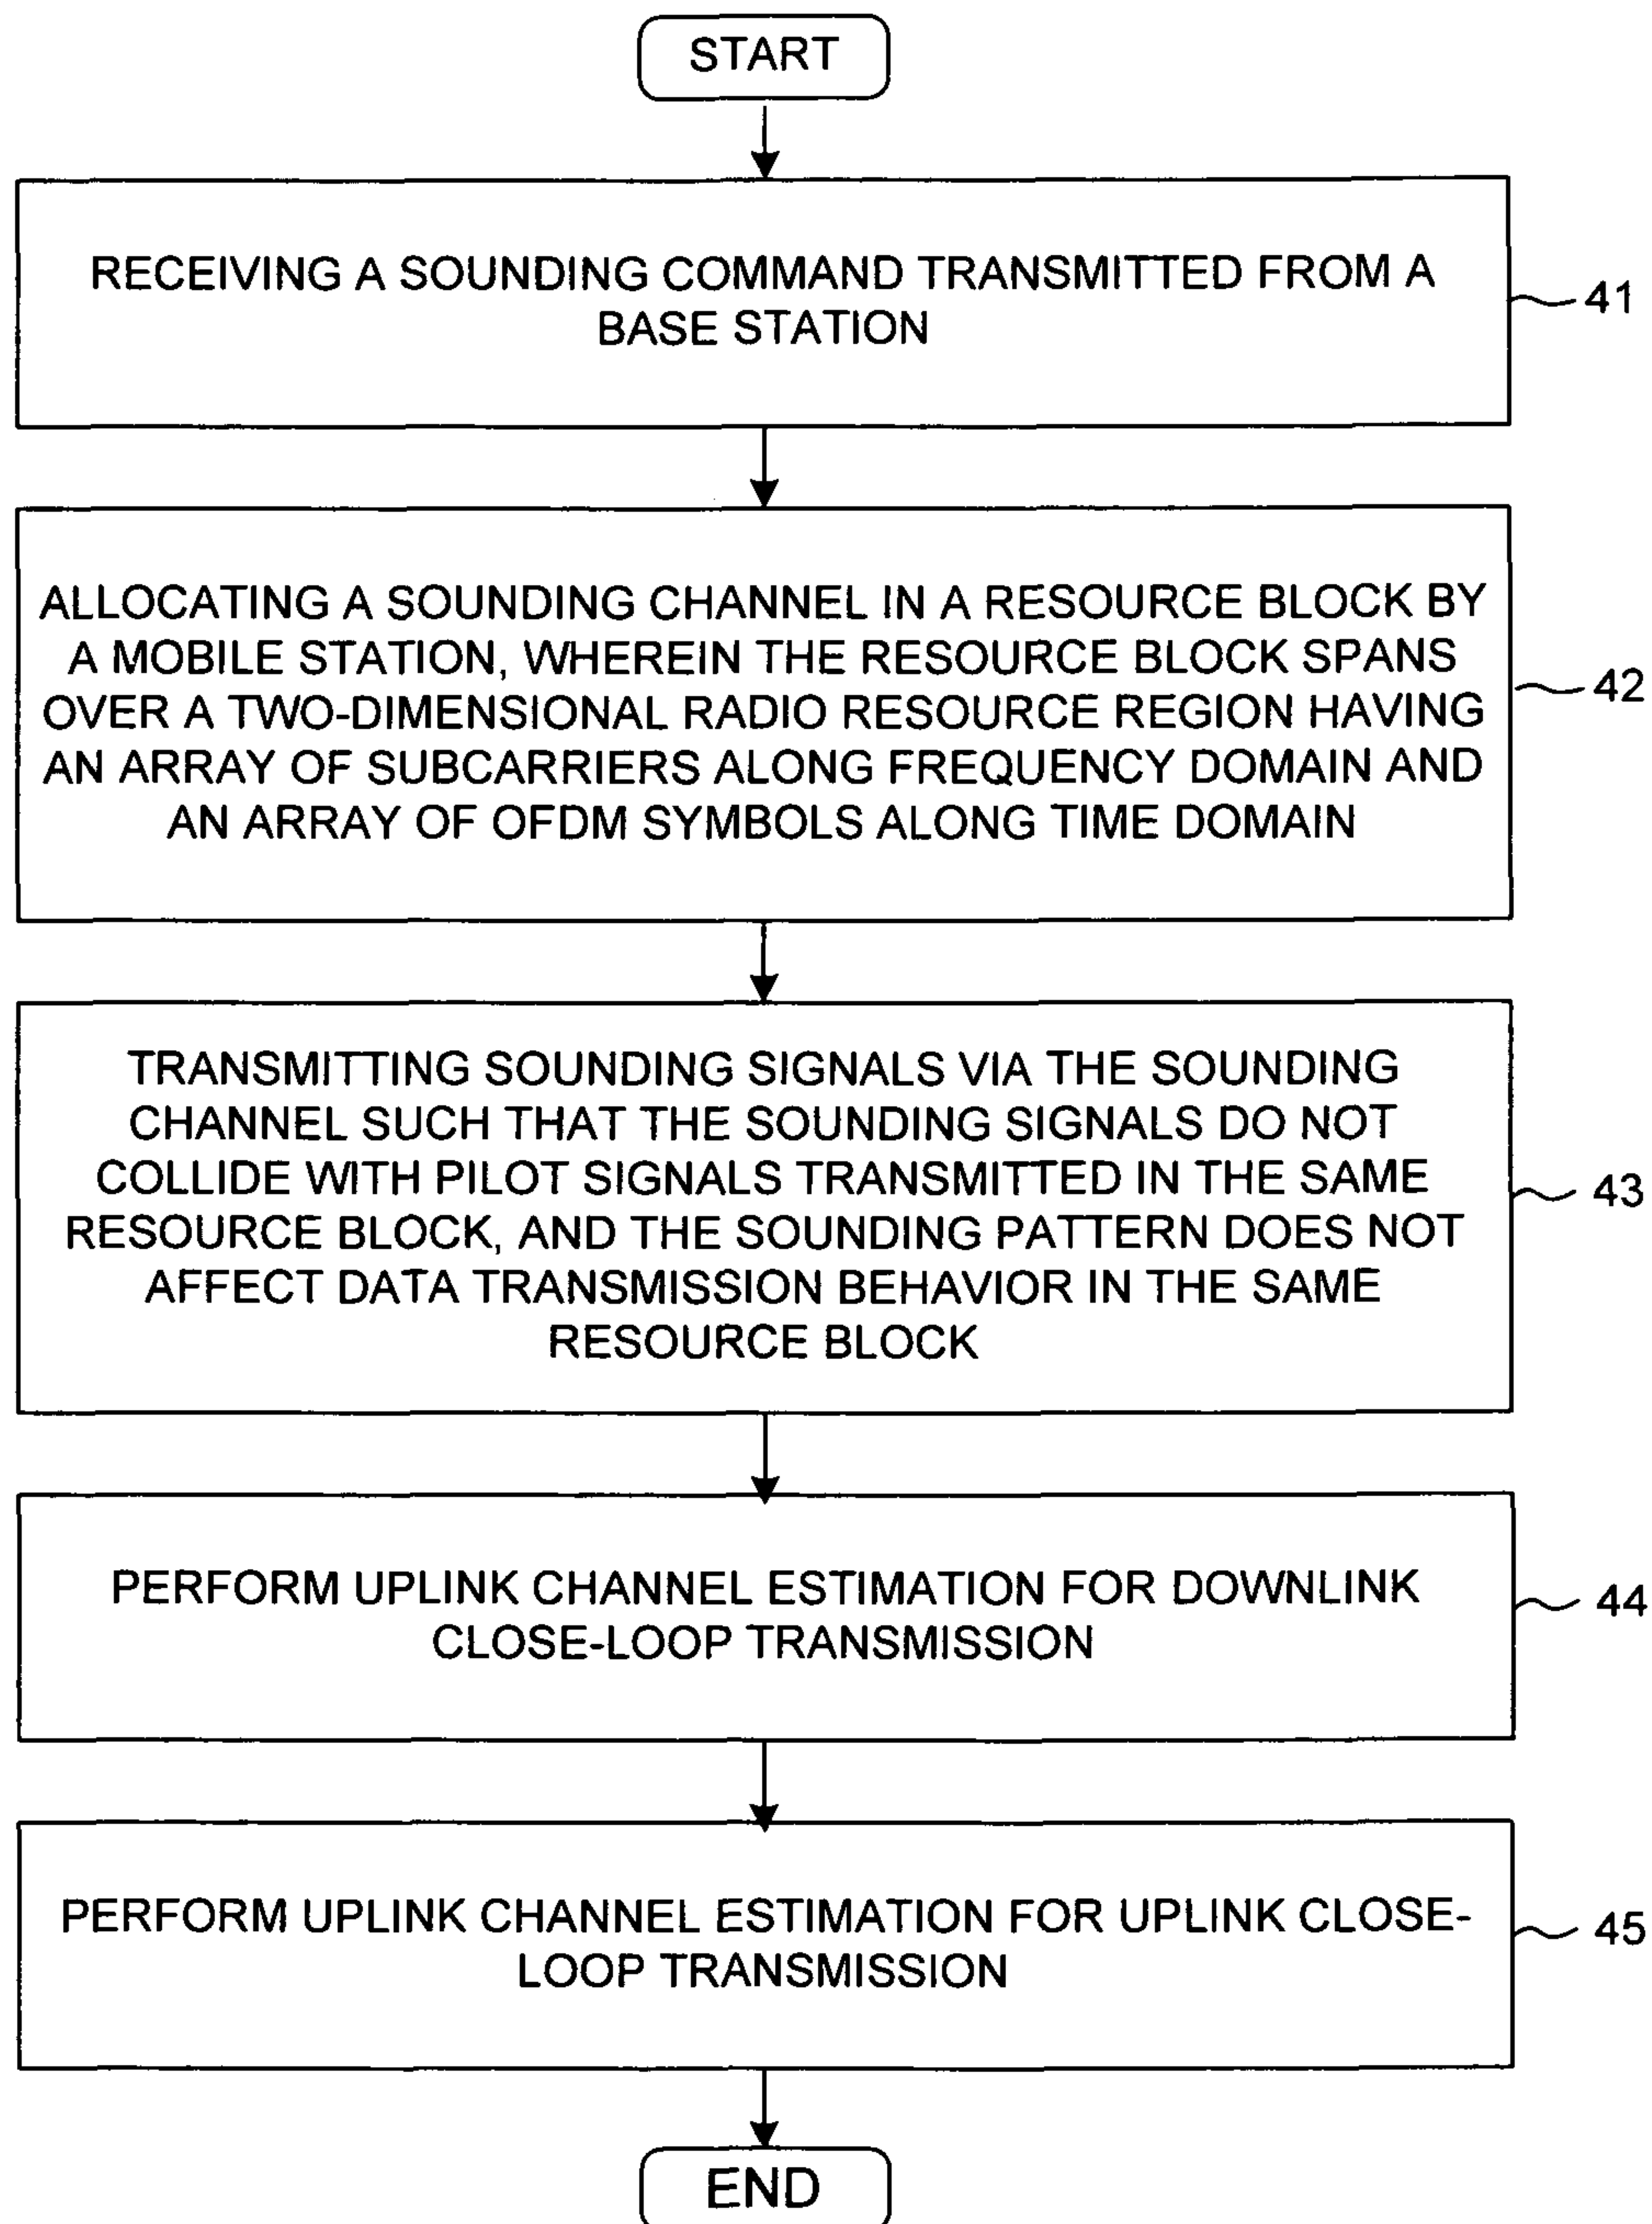 START
RECEIVING A SOUNDING COMMAND TRANSMITTED FROM A
BASE STATION
41
ALLOCATING A SOUNDING CHANNEL IN A RESOURCE BLOCK BY
A MOBILE STATION, WHEREIN THE RESOURCE BLOCK SPANS
OVER A TWO-DIMENSIONAL RADIO RESOURCE REGION HAVING
AN ARRAY OF SUBCARRIERS ALONG FREQUENCY DOMAIN AND
AN ARRAY OF OFDM SYMBOLS ALONG TIME DOMAIN
42
TRANSMITTING SOUNDING SIGNALS VIA THE SOUNDING
CHANNEL SUCH THAT THE SOUNDING SIGNALS DO NOT
COLLIDE WITH PILOT SIGNALS TRANSMITTED IN THE SAME
RESOURCE BLOCK, AND THE SOUNDING PATTERN DOES NOT
AFFECT DATA TRANSMISSION BEHAVIOR IN THE SAME
RESOURCE BLOCK
43
PERFORM UPLINK CHANNEL ESTIMATION FOR DOWNLINK
CLOSE-LOOP TRANSMISSION
44
PERFORM UPLINK CHANNEL ESTIMATION FOR UPLINK CLOSE-
LOOP TRANSMISSION
45
END